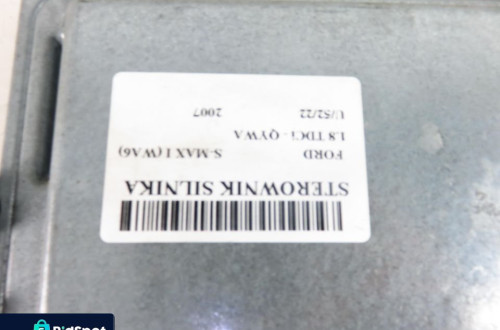 STEROWNIK SILNIKA
FORD S-MAX I (WA6)
1.8 TDCI - QYWA
U/52/22 2007
BidSpot